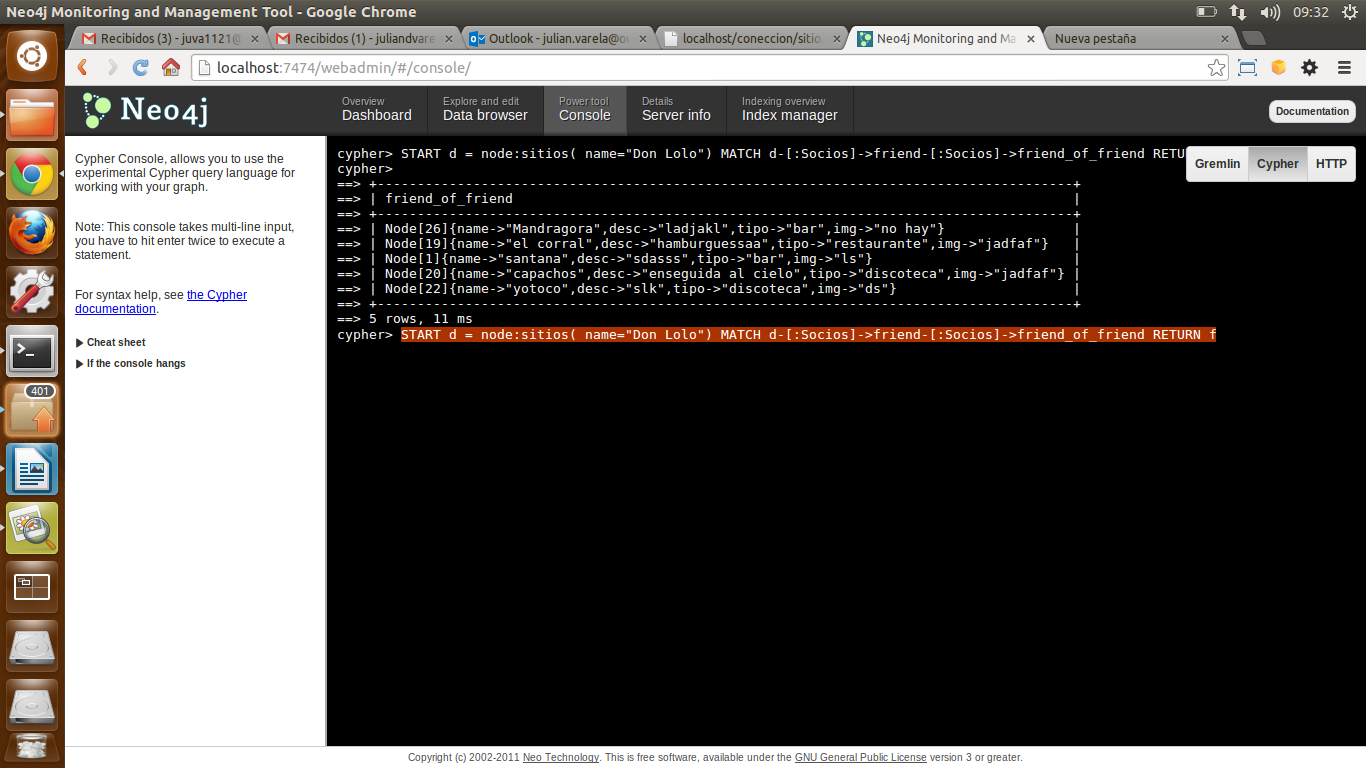 Neo4j Monitoring and Management Tool - Google Chrome
09:32
Recibidos (3) - juva1121@
Recibidos (1) - juliandvare
Outlook - julian.varela@ou
localhost/coneccion/sitio
Neo4j Monitoring and Ma
Nueva pestaña
localhost:7474/webadmin/#/console/
Neo4j
Overview
Dashboard
Explore and edit
Data browser
Power tool
Console
Details
Server info
Indexing overview
Index manager
Documentation
Cypher Console, allows you to use the
experimental Cypher query language for
working with your graph.
Note: This console takes multi-line input,
you have to hit enter twice to execute a
statement.
For syntax help, see the Cypher
documentation.
Cheat sheet
If the console hangs
cypher> START d = node:sitios( name="Don Lolo") MATCH d-[:Socios]->friend-[:Socios]->friend_of_friend RETU
Gremlin
Cypher
HTTP
cypher>
==> +---------------------------------------------------------------------------------------+
==> | friend_of_friend                                                                      |
==> +---------------------------------------------------------------------------------------+
==> | Node[26]{name->"Mandragora",desc->"ladjakl",tipo->"bar",img->"no hay"}                |
==> | Node[19]{name->"el corral",desc->"hamburguessaa",tipo->"restaurante",img->"jadfaf"}   |
==> | Node[1]{name->"santana",desc->"sdasss",tipo->"bar",img->"ls"}                         |
==> | Node[20]{name->"capachos",desc->"enseguida al cielo",tipo->"discoteca",img->"jadfaf"} |
==> | Node[22]{name->"yotoco",desc->"slk",tipo->"discoteca",img->"ds"}                      |
==> +---------------------------------------------------------------------------------------+
==> 5 rows, 11 ms
cypher> START d = node:sitios( name="Don Lolo") MATCH d-[:Socios]->friend-[:Socios]->friend_of_friend RETURN f
401
Copyright (c) 2002-2011 Neo Technology. This is free software, available under the GNU General Public License version 3 or greater.